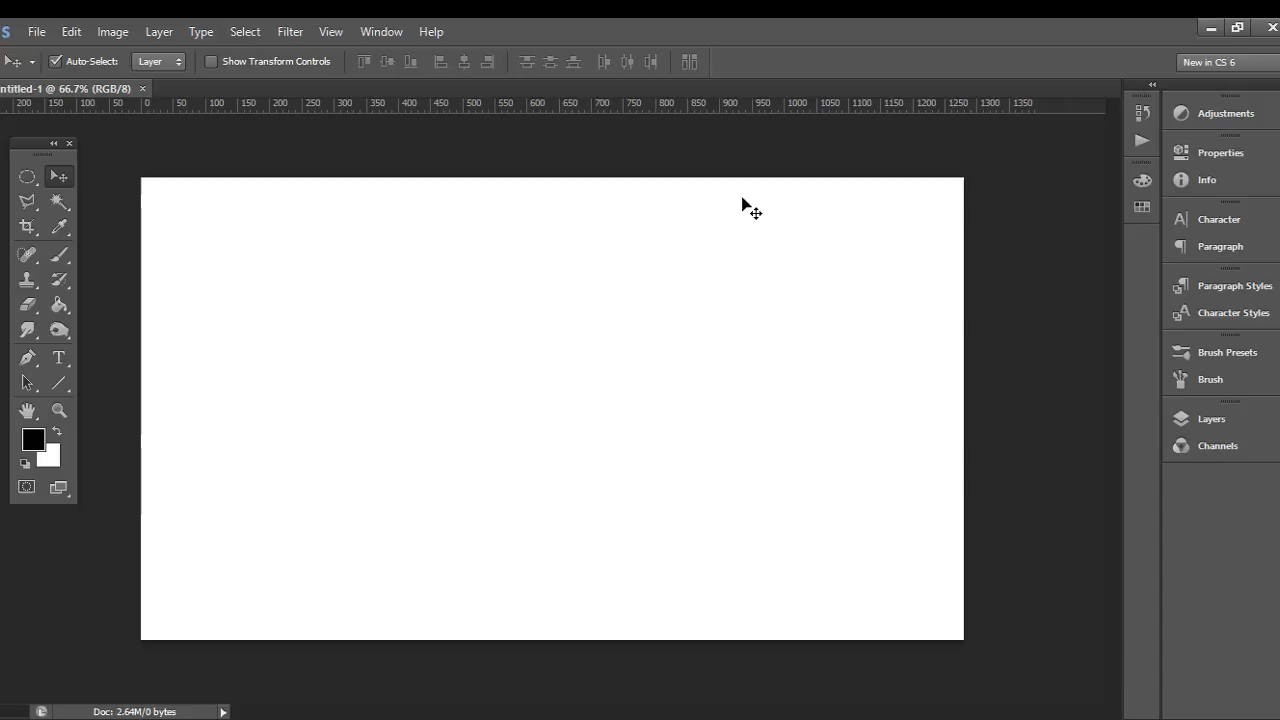 S File Edit Image Layer Type Select Filter View Window Help
Auto-Select: Layer Show Transform Controls New in CS 6
ntitled-1 @ 66.7% (RGB/8) ×
200 150 100 50 0 50 100 150 200 250 300 350 400 450 500 550 600 650 700 750 800 850 900 950 1000 1050 1100 1150 1200 1250 1300 1350
Adjustments
Properties
Info
Character
Paragraph
Paragraph Styles
Character Styles
Brush Presets
Brush
Layers
Channels
Doc: 2.64M/0 bytes